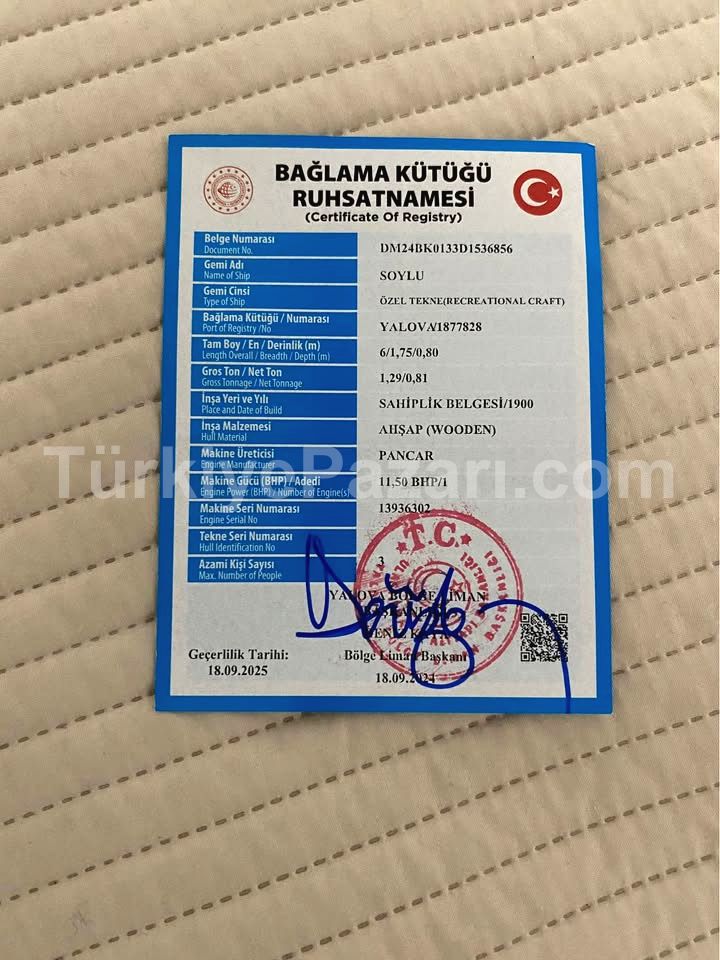 BAĞLAMA KÜTÜĞÜ
RUHSATNAMESİ
(Certificate Of Registry)
Belge Numarası
Document No.
DM24BK0133D1536856
Gemi Adı
Name of Ship
SOYLU
Gemi Cinsi
Type of Ship
ÖZEL TEKNE(RECREATIONAL CRAFT)
Bağlama Kütüğü / Numarası
Port of Registry /No
YALOVA/1877828
Tam Boy / En / Derinlik (m)
Length Overall / Breadth / Depth (m)
6/1,75/0,80
Gros Ton / Net Ton
Gross Tonnage / Net Tonnage
1,29/0,81
İnşa Yeri ve Yılı
Place and Date of Build
SAHİPLİK BELGESİ/1900
İnşa Malzemesi
Hull Material
AHŞAP (WOODEN)
Makine Üreticisi
Engine Manufacturer
PANCAR
TürkiyePazarı.com
Makine Gücü (BHP) / Adedi
Engine Power (BHP) / Number of Engine(s)
11,50 BHP/1
Makine Seri Numarası
Engine Serial No
13936302
Tekne Seri Numarası
Hull Identification No
Azami Kişi Sayısı
Max. Number of People
3
T.C.
YALOVA BÖLGE LİMAN
Geçerlilik Tarihi:
18.09.2025
Bölge Liman Başkanı
18.09.2024